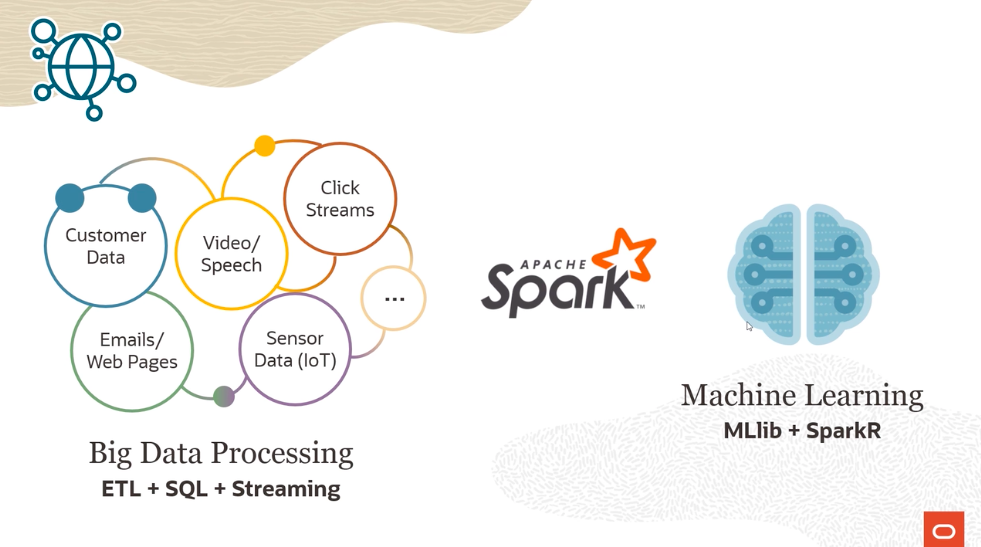 Customer
Data
Video/
Speech
Click
Streams
...
Emails/
Web Pages
Sensor
Data (IoT)
Big Data Processing
ETL + SQL + Streaming
APACHE
Spark™
Machine Learning
MLlib + SparkR